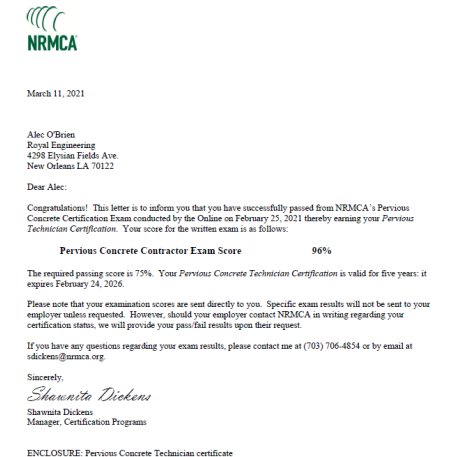 NRMCA
March 11, 2021
Alec O'Brien
Royal Engineering
4298 Elysian Fields Ave.
New Orleans LA 70122
Dear Alec:
Congratulations! This letter is to inform you that you have successfully passed from NRMCA's Pervious
Concrete Certification Exam conducted by the Online on February 25, 2021 thereby earning your Pervious
Technician Certification. Your score for the written exam is as follows:
Pervious Concrete Contractor Exam Score 96%
The required passing score is 75%. Your Pervious Concrete Technician Certification is valid for five years: it
expires February 24, 2026.
Please note that your examination scores are sent directly to you. Specific exam results will not be sent to your
employer unless requested. However, should your employer contact NRMCA in writing regarding your
certification status, we will provide your pass/fail results upon their request.
If you have any questions regarding your exam results, please contact me at (703) 706-4854 or by email at
sdickens@nrmca.org.
Sincerely,
Shawnita Dickens
Shawnita Dickens
Manager, Certification Programs
ENCLOSURE: Pervious Concrete Technician certificate